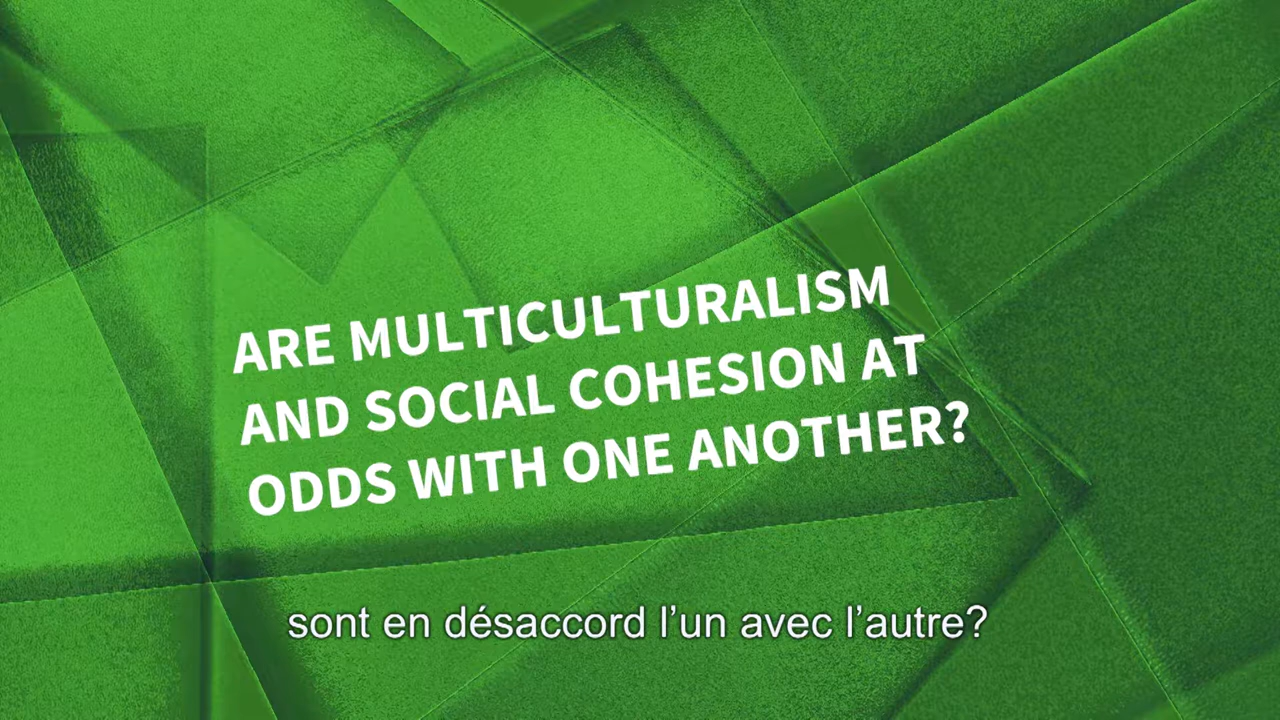 ARE MULTICULTURALISM
AND SOCIAL COHESION AT
ODDS WITH ONE ANOTHER?
sont en désaccord l’un avec l’autre?